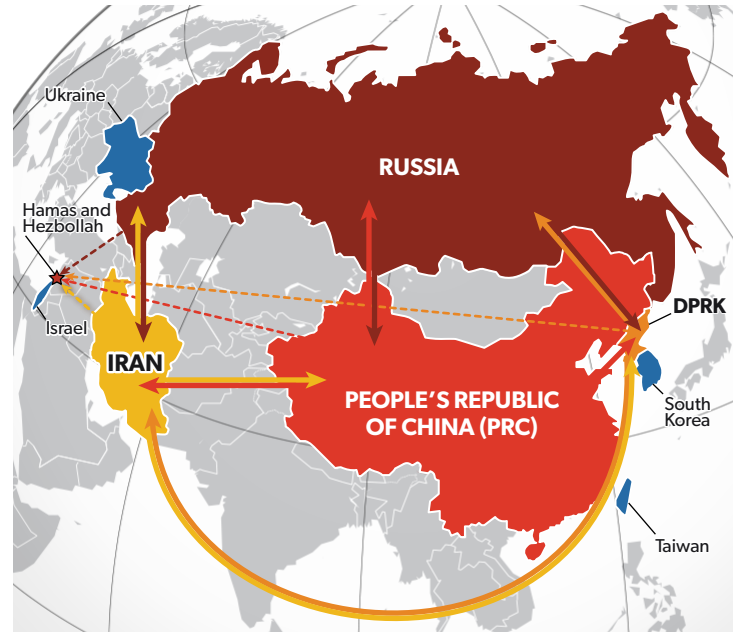 Ukraine
RUSSIA
Hamas and
Hezbollah
Israel
IRAN
DPRK
PEOPLE’S REPUBLIC
OF CHINA (PRC)
South
Korea
Taiwan